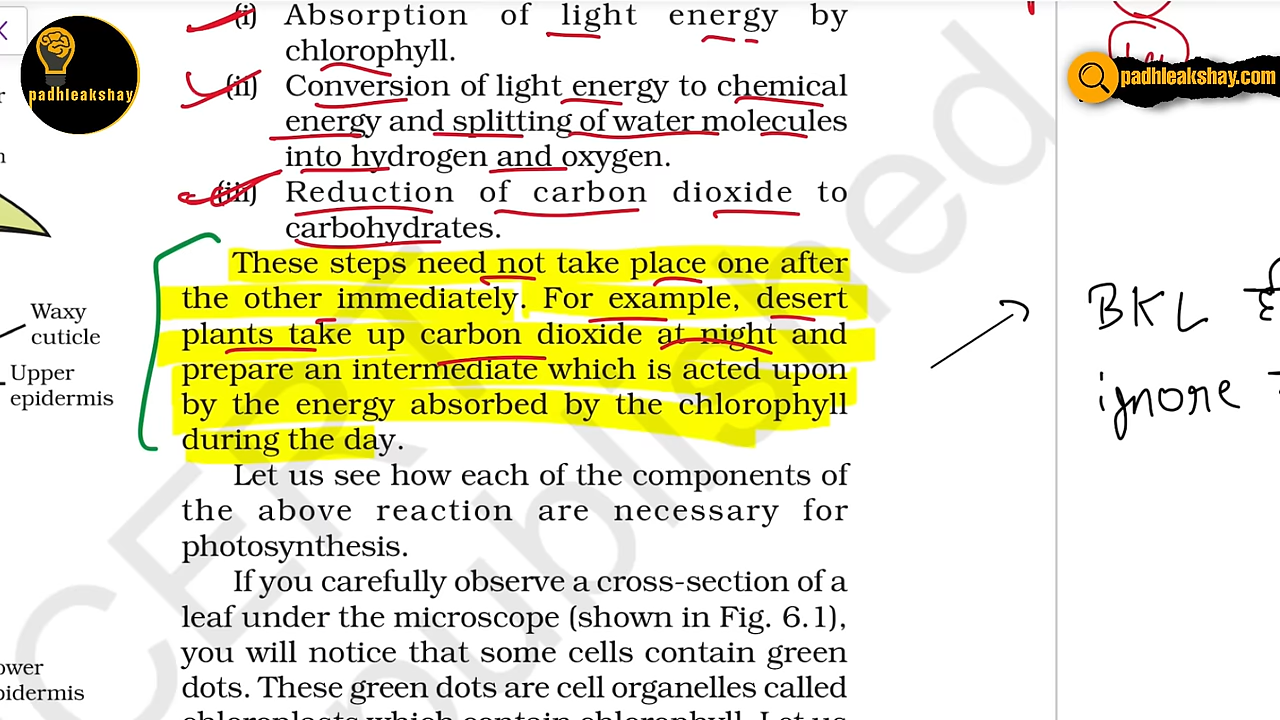 (i) Absorption of light energy by
chlorophyll.
(ii) Conversion of light energy to chemical
energy and splitting of water molecules
into hydrogen and oxygen.
(iii) Reduction of carbon dioxide to
carbohydrates.
These steps need not take place one after
the other immediately. For example, desert
plants take up carbon dioxide at night and
prepare an intermediate which is acted upon
by the energy absorbed by the chlorophyll
during the day.
Let us see how each of the components of
the above reaction are necessary for
photosynthesis.
If you carefully observe a cross-section of a
leaf under the microscope (shown in Fig. 6.1),
you will notice that some cells contain green
dots. These green dots are cell organelles called
chloroplasts which contain chlorophyll. Let us
padhleakshay
Waxy
cuticle
Upper
epidermis
padhleakshay.com
BKL
ignore